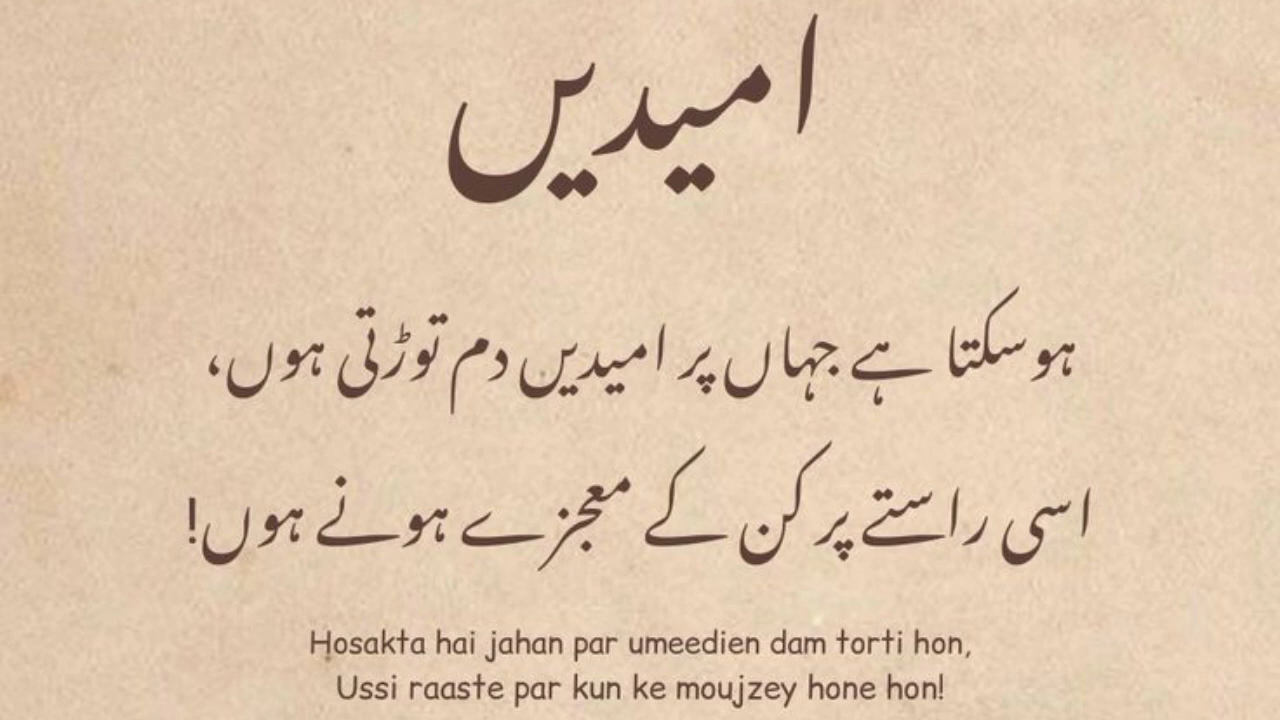 امیدیں
ہو سکتا ہے جہاں پر امیدیں دم توڑتی ہوں،
اسی راستے پر کن کے معجزے ہونے ہوں!
Hosakta hai jahan par umeedien dam torti hon,
Ussi raaste par kun ke moujzey hone hon!